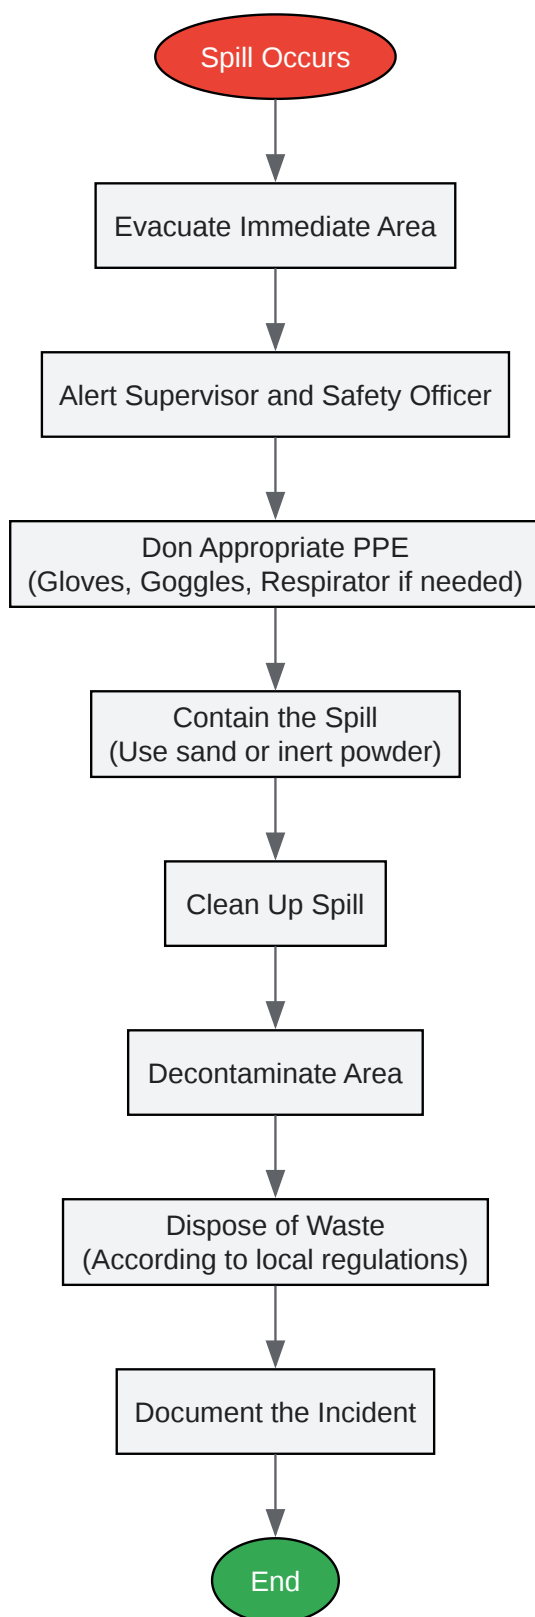 Spill Occurs
Evacuate Immediate Area
Alert Supervisor and Safety Officer
Don Appropriate PPE
(Gloves, Goggles, Respirator if needed)
Contain the Spill
(Use sand or inert powder)
Clean Up Spill
Decontaminate Area
Dispose of Waste
(According to local regulations)
Document the Incident
End